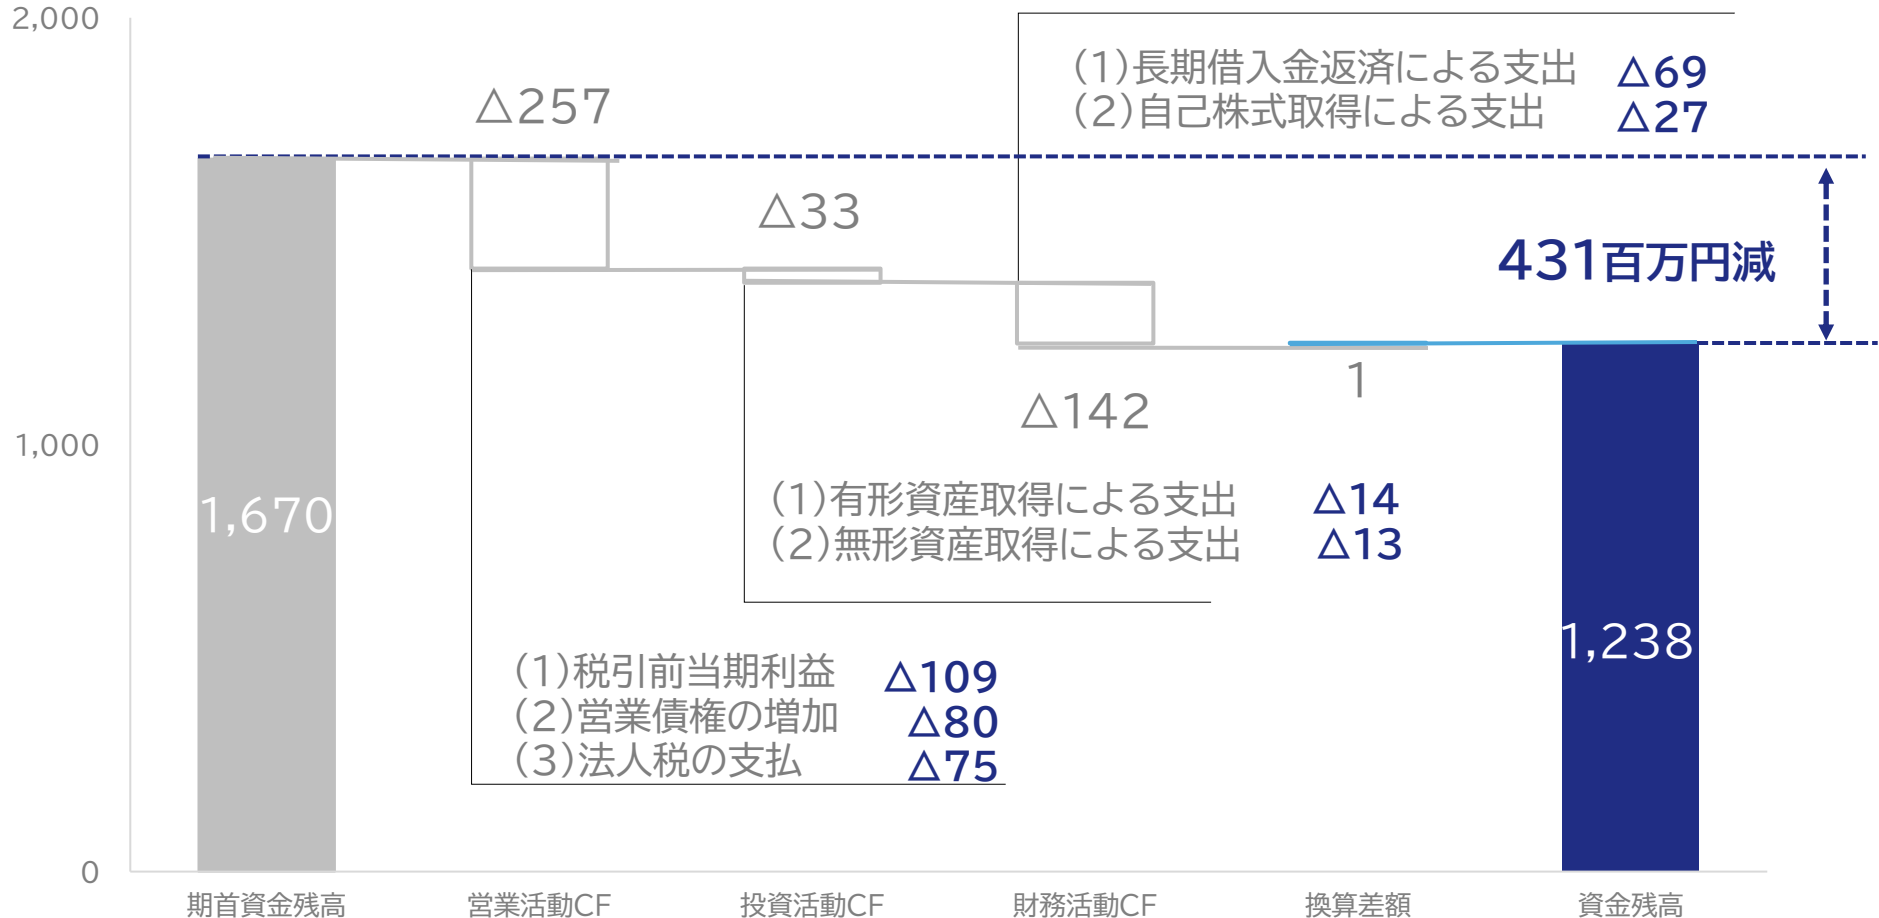 2,000
1,000
0
△257
△33
△142
1
1,670
1,238
(1)長期借入金返済による支出 △69
(2)自己株式取得による支出 △27
431百万円減
(1)有形資産取得による支出 △14
(2)無形資産取得による支出 △13
(1)税引前当期利益 △109
(2)営業債権の増加 △80
(3)法人税の支払 △75
期首資金残高 営業活動CF 投資活動CF 財務活動CF 換算差額 資金残高